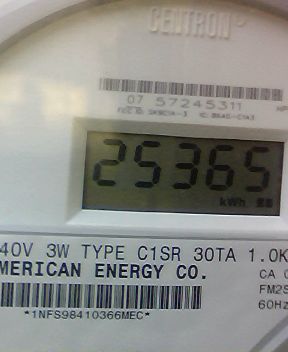 CENTRON®
07 57245311
25365
kWh
40V 3W TYPE C1SR 30TA 1.0K
MERICAN ENERGY CO.
CA
FM2S
60Hz
*1NFS98410366MEC*